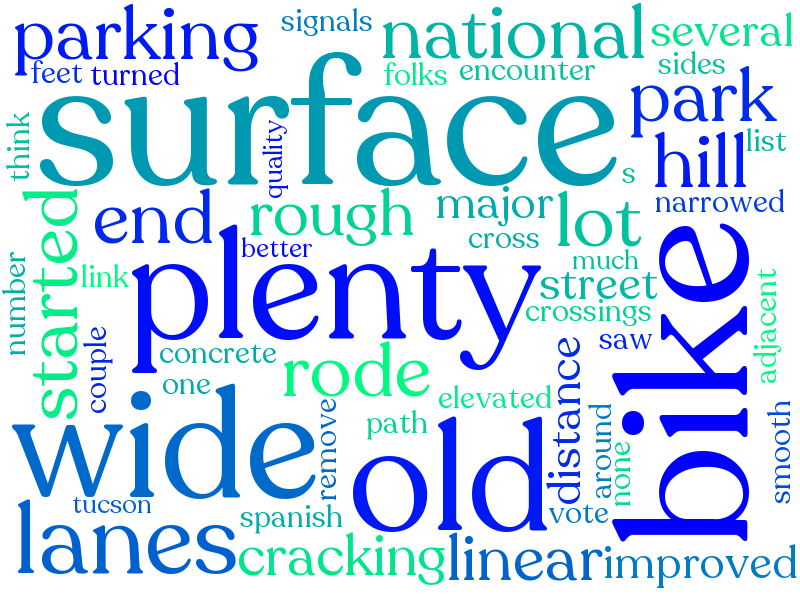 parking
signals
national
several
feet
turned
folks
encounter
sides
surface
park
think
quality
hill
list
s
narrowed
started
end
rough
major
lot
better
cross
much
plenty
street
bike
number
link
crossings
saw
adjacent
couple
concrete
one
rode
distance
elevated
wide
remove
path
old
around
none
smooth
tucson
spanish
vote
lanes
cracking
linear
improved